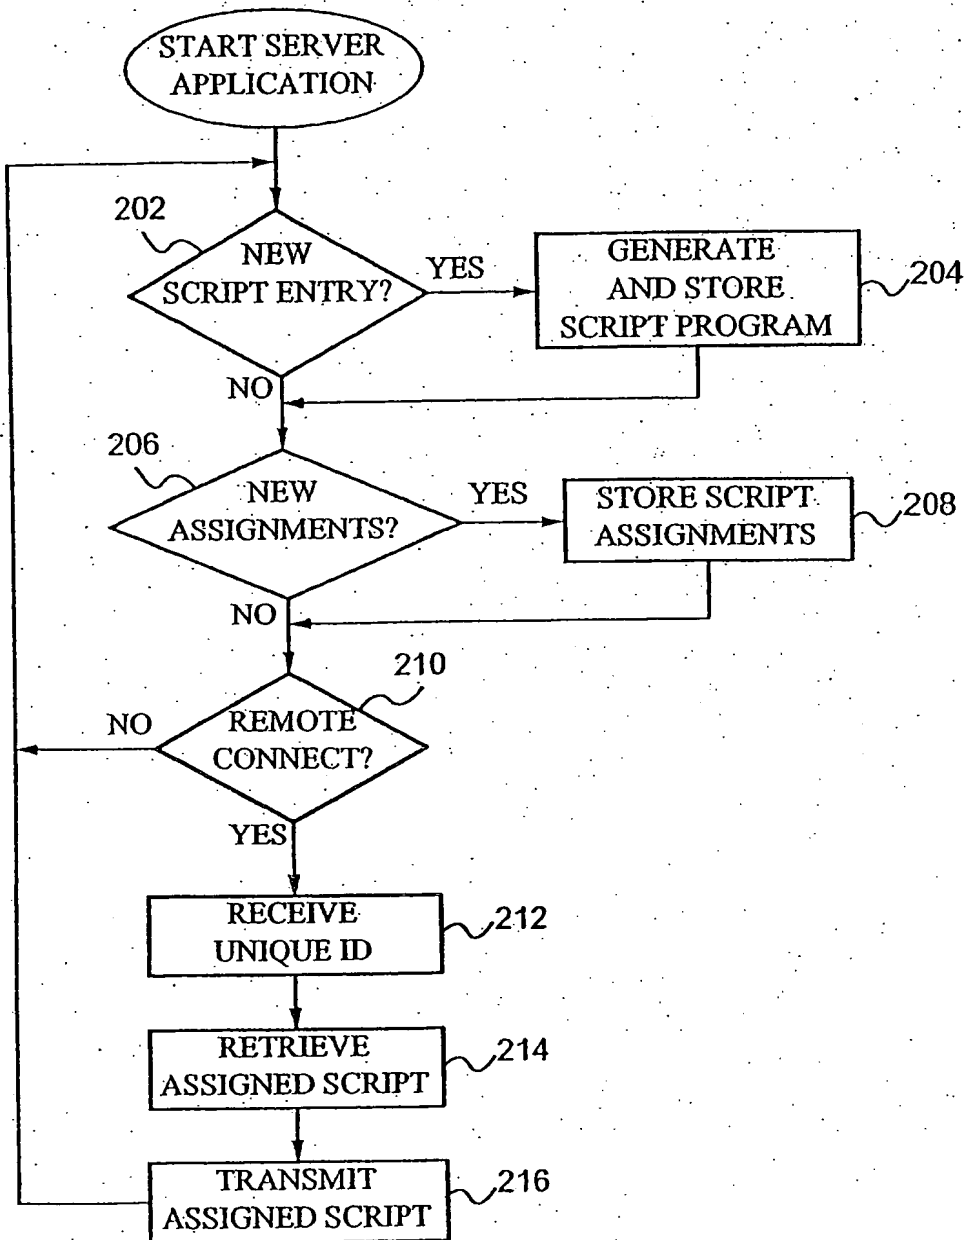 START SERVER
APPLICATION
202
NEW
SCRIPT ENTRY?
YES
GENERATE
AND STORE
SCRIPT PROGRAM
204
NO
206
NEW
ASSIGNMENTS?
YES
STORE SCRIPT
ASSIGNMENTS
208
NO
210
REMOTE
CONNECT?
NO
YES
RECEIVE
UNIQUE ID
212
RETRIEVE
ASSIGNED SCRIPT
214
TRANSMIT
ASSIGNED SCRIPT
216